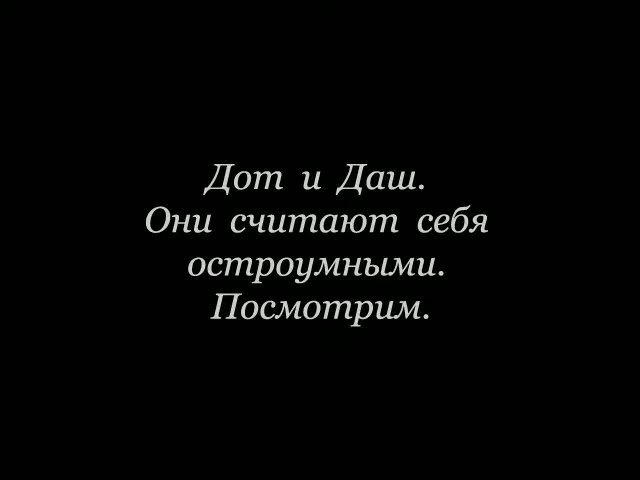 Дот и Даш.
Они считают себя
остроумными.
Посмотрим.